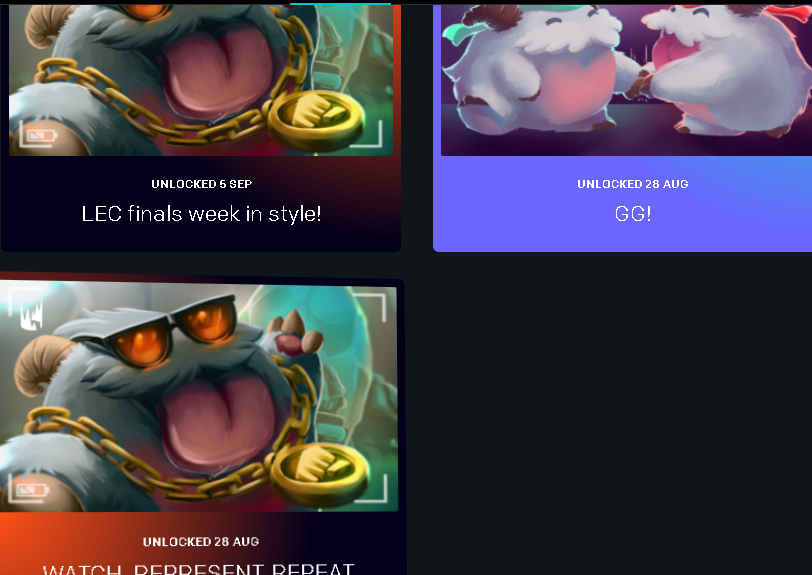 UNLOCKED 5 SEP
LEC finals week in style!
UNLOCKED 28 AUG
GG!
UNLOCKED 28 AUG
WATCH. REPRESENT. REPEAT.